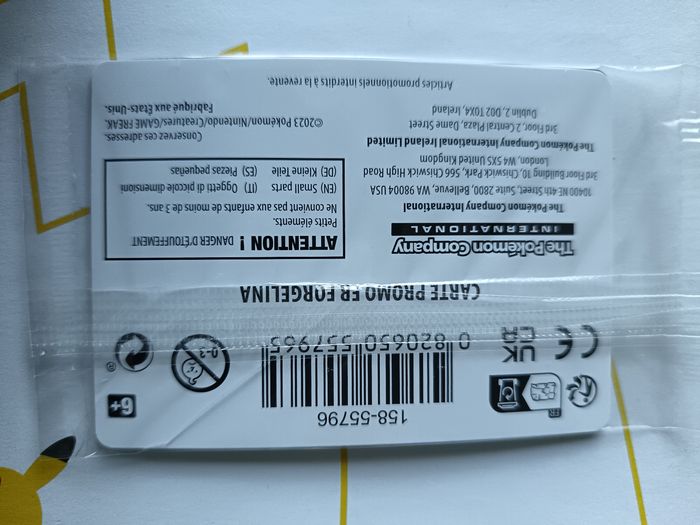 FR
158-55796
6+
CE
UK
CA
0 820650 557965
0-3
®
CARTE PROMO FR FORGELINA
The Pokémon Company
INTERNATIONAL
The Pokémon Company International
10400 NE 4th Street, Suite 2800, Bellevue, WA 98004 USA
3rd Floor Building 10, Chiswick Park, 566 Chiswick High Road
London, W4 5XS United Kingdom
The Pokémon Company International Ireland Limited
3rd Floor, 2 Central Plaza, Dame Street
Dublin 2, D02 T0X4, Ireland
ATTENTION ! DANGER D'ÉTOUFFEMENT
Petits éléments.
Ne convient pas aux enfants de moins de 3 ans.
(EN) Small parts (IT) Oggetti di piccoli dimensioni
(DE) Kleine Teile (ES) Piezas pequeñas
Conservez ces adresses.
©2023 Pokémon/Nintendo/Creatures/GAME FREAK.
Fabriqué aux États-Unis.
Articles promotionnels interdits à la revente.